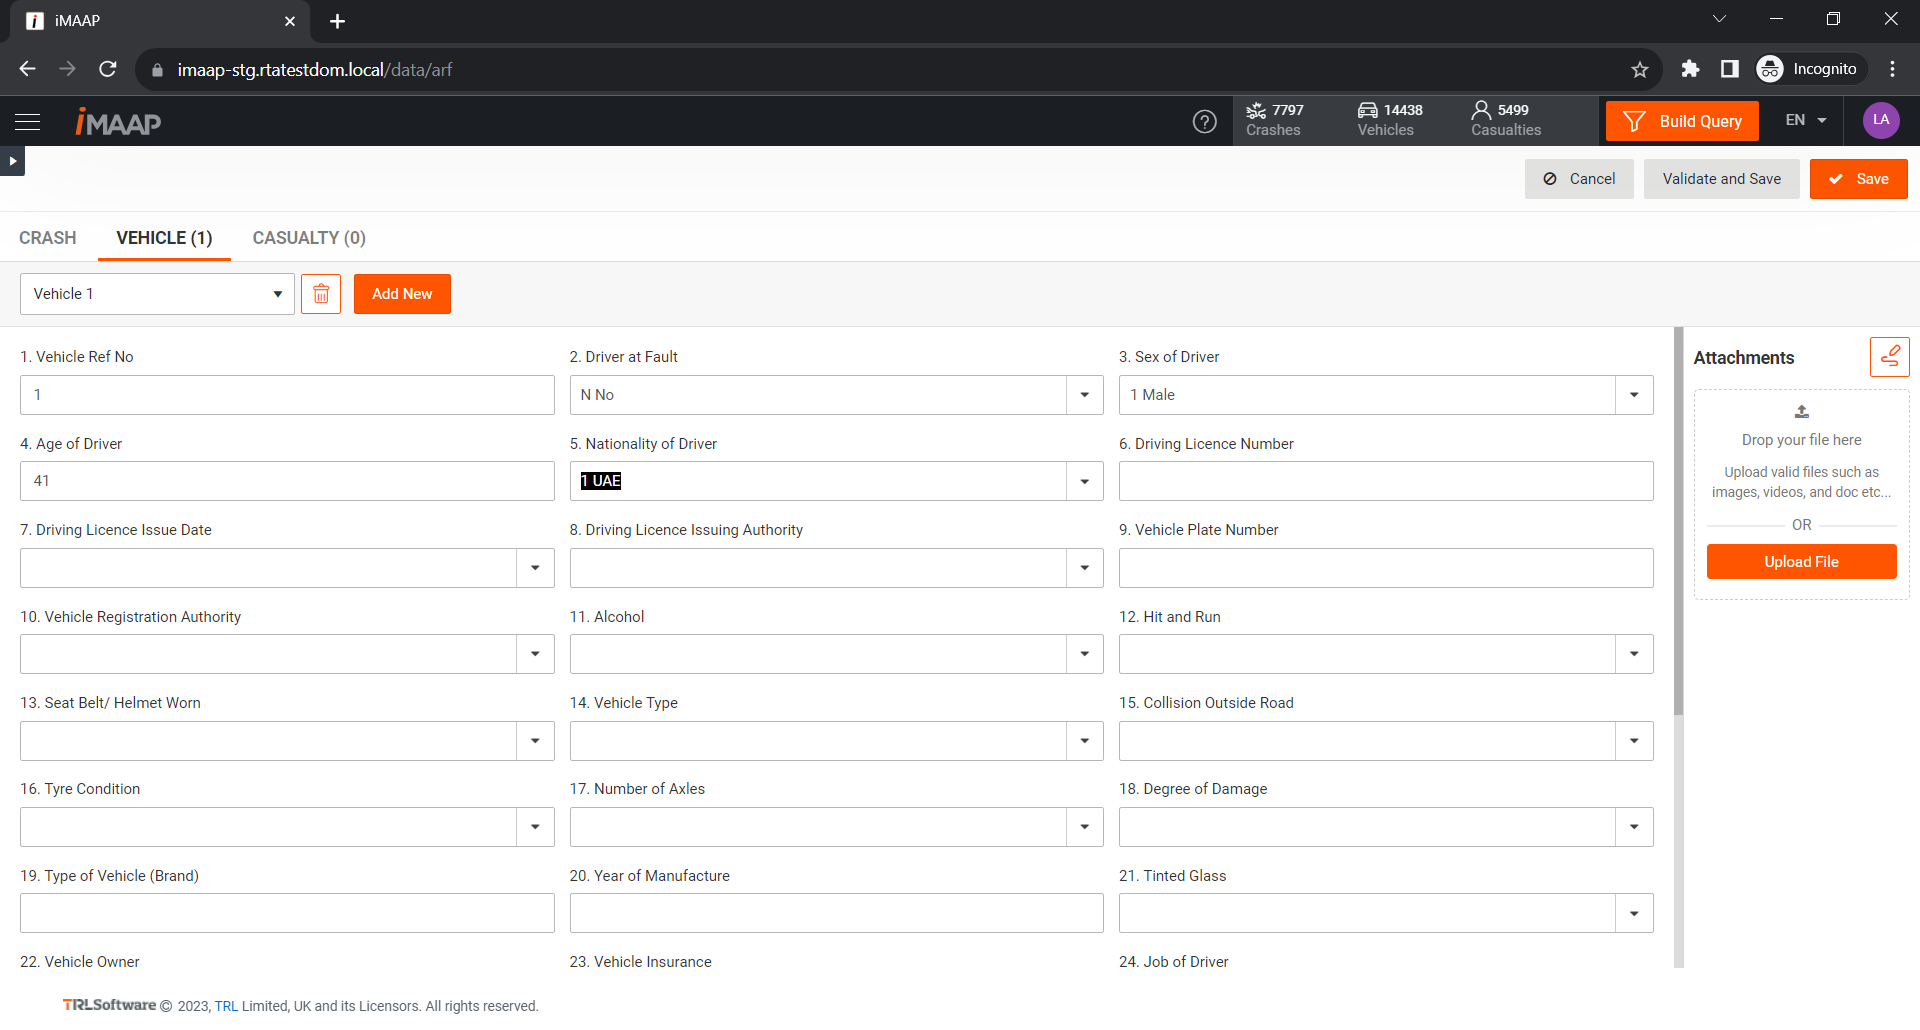 iMAAP
imaap-stg.rtatestdom.local/data/arf
Incognito
iMAAP
7797
Crashes
14438
Vehicles
5499
Casualties
Build Query
EN
LA
Cancel
Validate and Save
Save
CRASH
VEHICLE (1)
CASUALTY (0)
Vehicle 1
Add New
1. Vehicle Ref No
2. Driver at Fault
3. Sex of Driver
1
N No
1 Male
4. Age of Driver
5. Nationality of Driver
6. Driving Licence Number
41
1 UAE
7. Driving Licence Issue Date
8. Driving Licence Issuing Authority
9. Vehicle Plate Number
10. Vehicle Registration Authority
11. Alcohol
12. Hit and Run
13. Seat Belt/ Helmet Worn
14. Vehicle Type
15. Collision Outside Road
16. Tyre Condition
17. Number of Axles
18. Degree of Damage
19. Type of Vehicle (Brand)
20. Year of Manufacture
21. Tinted Glass
22. Vehicle Owner
23. Vehicle Insurance
24. Job of Driver
Attachments
Drop your file here
Upload valid files such as
images, videos, and doc etc...
OR
Upload File
TRLSoftware © 2023, TRL Limited, UK and its Licensors. All rights reserved.